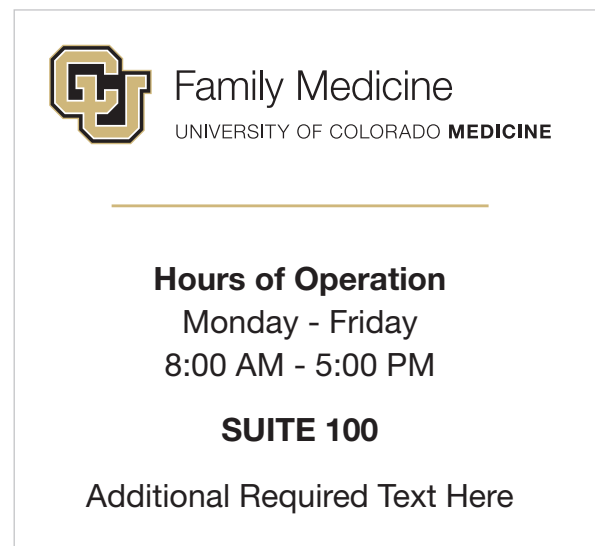 CU
Family Medicine
UNIVERSITY OF COLORADO MEDICINE
Hours of Operation
Monday - Friday
8:00 AM - 5:00 PM
SUITE 100
Additional Required Text Here